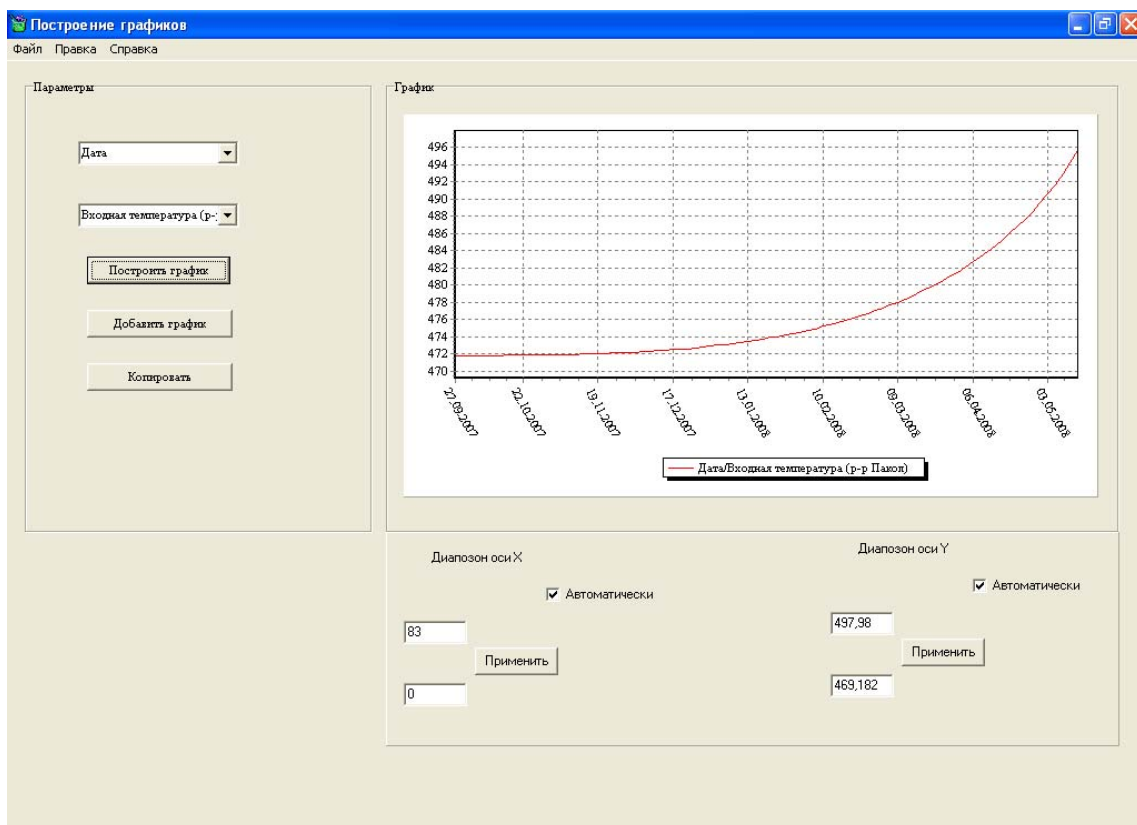 Построение графиков
Файл Правка Справка
Параметры
Дата
Входная температура (р-
Построить график
Добавить график
Копировать
График
496
494
492
490
488
486
484
482
480
478
476
474
472
470
27.09.2007
22.10.2007
19.11.2007
17.12.2007
13.01.2008
10.02.2008
09.03.2008
06.04.2008
03.05.2008
Дата/Входная температура (р-р Пакол)
Диапозон оси X
Автоматически
83
Применить
0
Диапозон оси Y
Автоматически
497,98
Применить
469,182